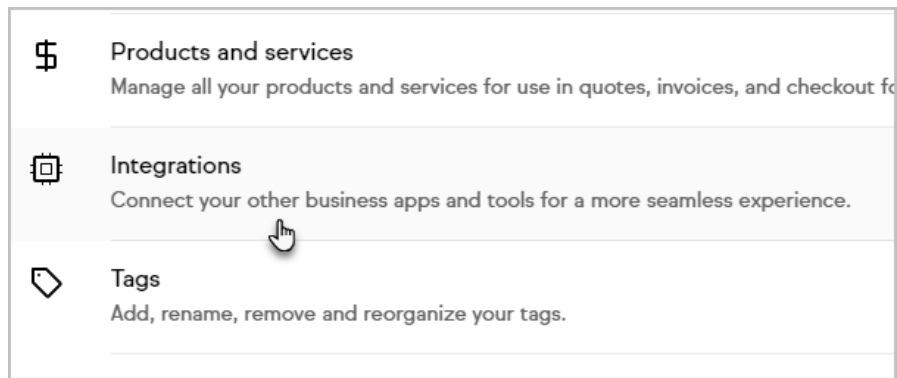 Products and services
Manage all your products and services for use in quotes, invoices, and checkout
Integrations
Connect your other business apps and tools for a more seamless experience.
Tags
Add, rename, remove and reorganize your tags.